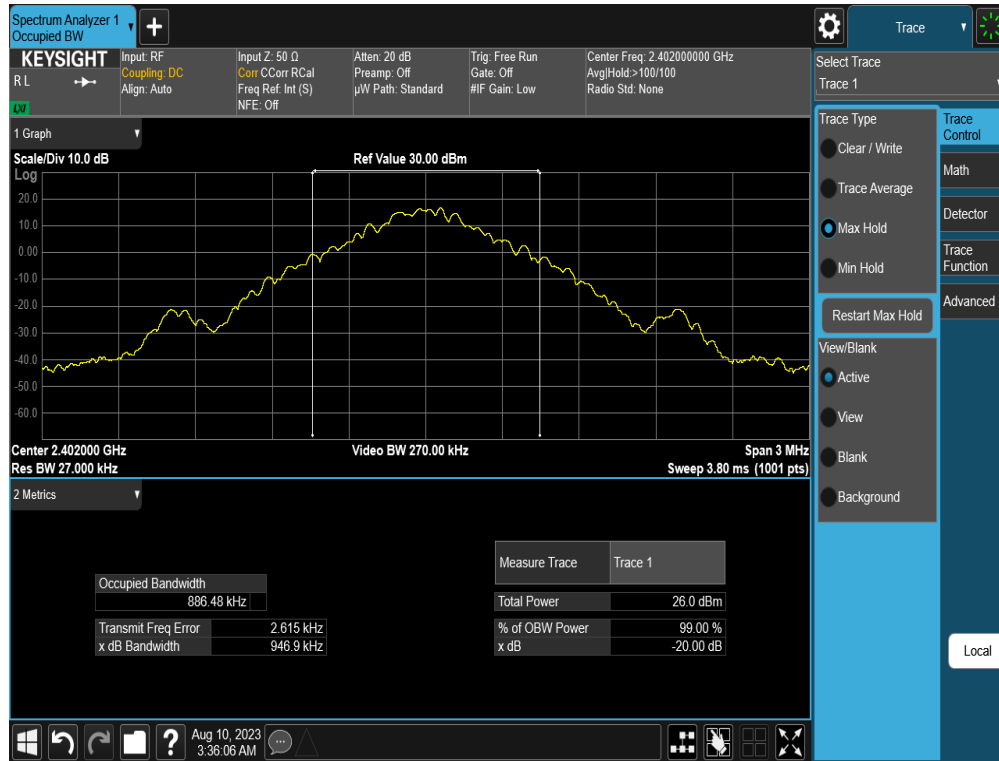 Spectrum Analyzer 1
Occupied BW
KEYSIGHT
R L
LXI
Input: RF
Coupling: DC
Align: Auto
Input Z: 50 Ω
Corr CCorr RCal
Freq Ref: Int (S)
NFE: Off
Atten: 20 dB
Preamp: Off
µW Path: Standard
Trig: Free Run
Gate: Off
#IF Gain: Low
Center Freq: 2.402000000 GHz
Avg|Hold:>100/100
Radio Std: None
1 Graph
Scale/Div 10.0 dB
Ref Value 30.00 dBm
Log
20.0
10.0
0.00
-10.0
-20.0
-30.0
-40.0
-50.0
-60.0
Center 2.402000 GHz
Video BW 270.00 kHz
Span 3 MHz
Res BW 27.000 kHz
Sweep 3.80 ms (1001 pts)
2 Metrics
Occupied Bandwidth
886.48 kHz
Transmit Freq Error 2.615 kHz
x dB Bandwidth 946.9 kHz
Measure Trace Trace 1
Total Power 26.0 dBm
% of OBW Power 99.00 %
x dB -20.00 dB
Aug 10, 2023
3:36:06 AM
Trace
Select Trace
Trace 1
Trace Type
Clear / Write
Trace Average
Max Hold
Min Hold
Restart Max Hold
View/Blank
Active
View
Blank
Background
Trace
Control
Math
Detector
Trace
Function
Advanced
Local